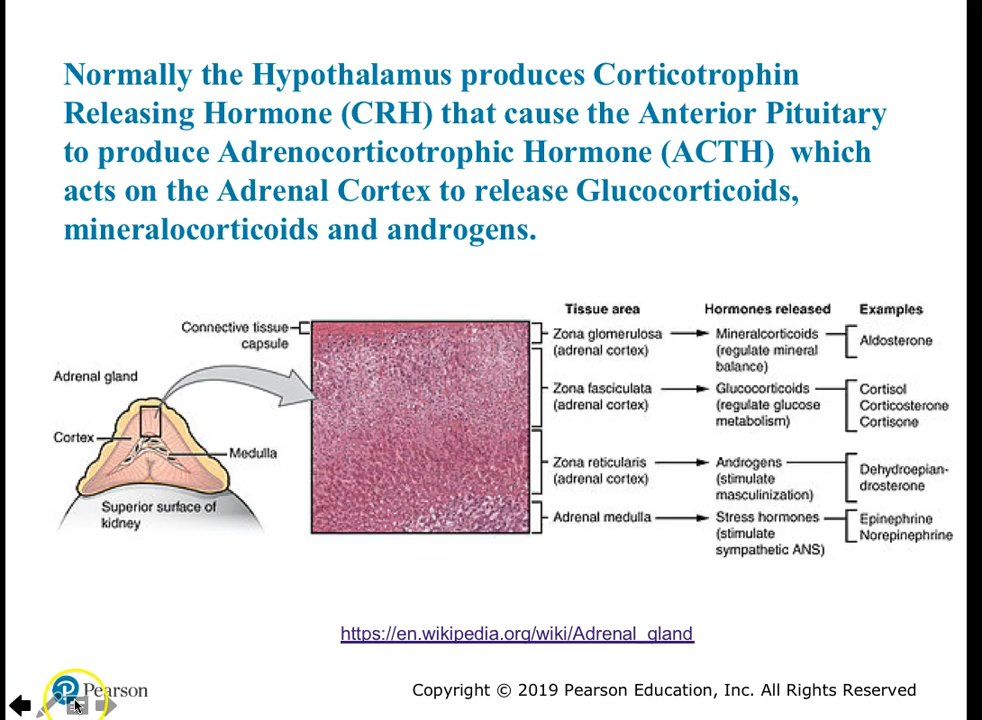 Normally the Hypothalamus produces Corticotrophin
Releasing Hormone (CRH) that cause the Anterior Pituitary
to produce Adrenocorticotrophic Hormone (ACTH) which
acts on the Adrenal Cortex to release Glucocorticoids,
mineralocorticoids and androgens.
Tissue area
Hormones released
Examples
Connective tissue
capsule
Adrenal gland
Cortex
Medulla
Superior surface of
kidney
Zona glomerulosa
(adrenal cortex)
Mineralcorticoids
(regulate mineral
balance)
Aldosterone
Zona fasciculata
(adrenal cortex)
Glucocorticoids
(regulate glucose
metabolism)
Cortisol
Corticosterone
Cortisone
Zona reticularis
(adrenal cortex)
Androgens
(stimulate
masculinization)
Dehydroepian-
drosterone
Adrenal medulla
Stress hormones
(stimulate
sympathetic ANS)
Epinephrine
Norepinephrine
https://en.wikipedia.org/wiki/Adrenal_gland
Pearson
Copyright © 2019 Pearson Education, Inc. All Rights Reserved